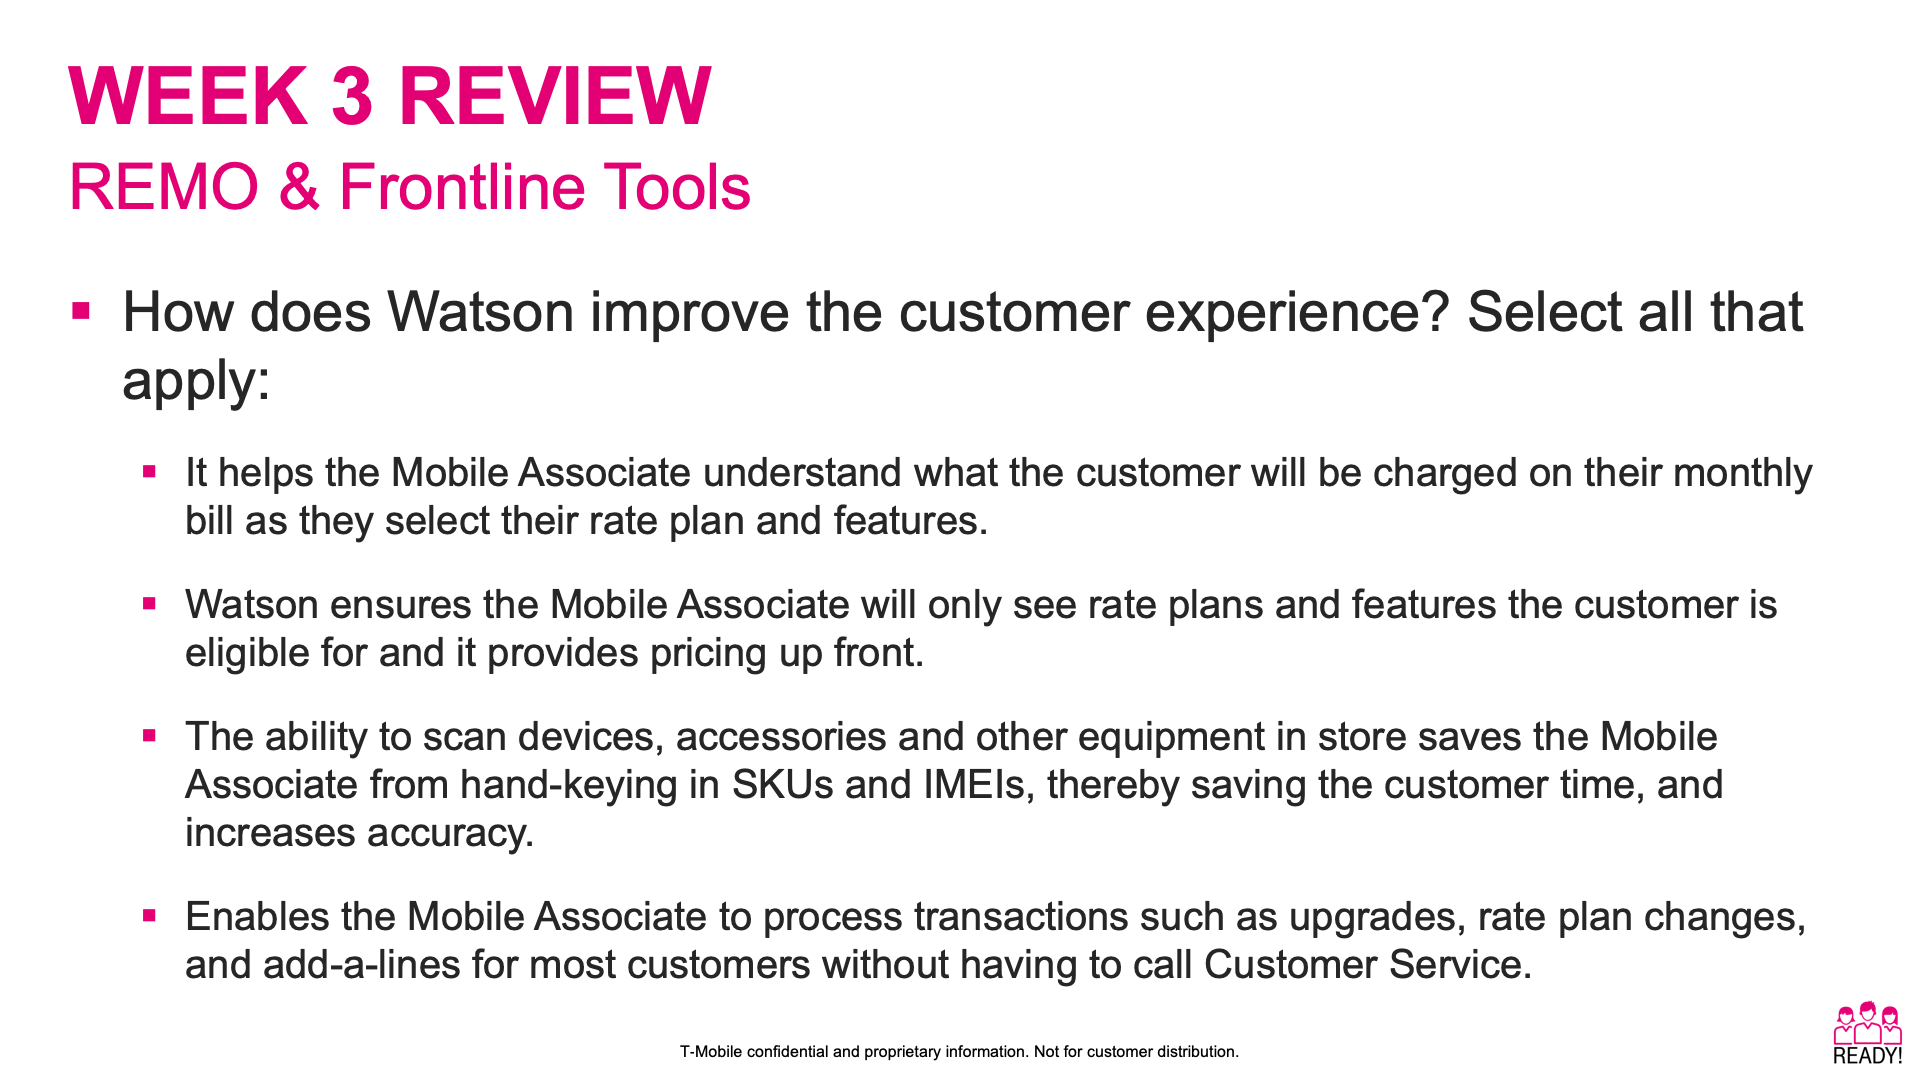 WEEK 3 REVIEW
REMO & Frontline Tools
▪ How does Watson improve the customer experience? Select all that
apply:
▪ It helps the Mobile Associate understand what the customer will be charged on their monthly
bill as they select their rate plan and features.
▪ Watson ensures the Mobile Associate will only see rate plans and features the customer is
eligible for and it provides pricing up front.
▪ The ability to scan devices, accessories and other equipment in store saves the Mobile
Associate from hand-keying in SKUs and IMEIs, thereby saving the customer time, and
increases accuracy.
▪ Enables the Mobile Associate to process transactions such as upgrades, rate plan changes,
and add-a-lines for most customers without having to call Customer Service.
T-Mobile confidential and proprietary information. Not for customer distribution.
READY!